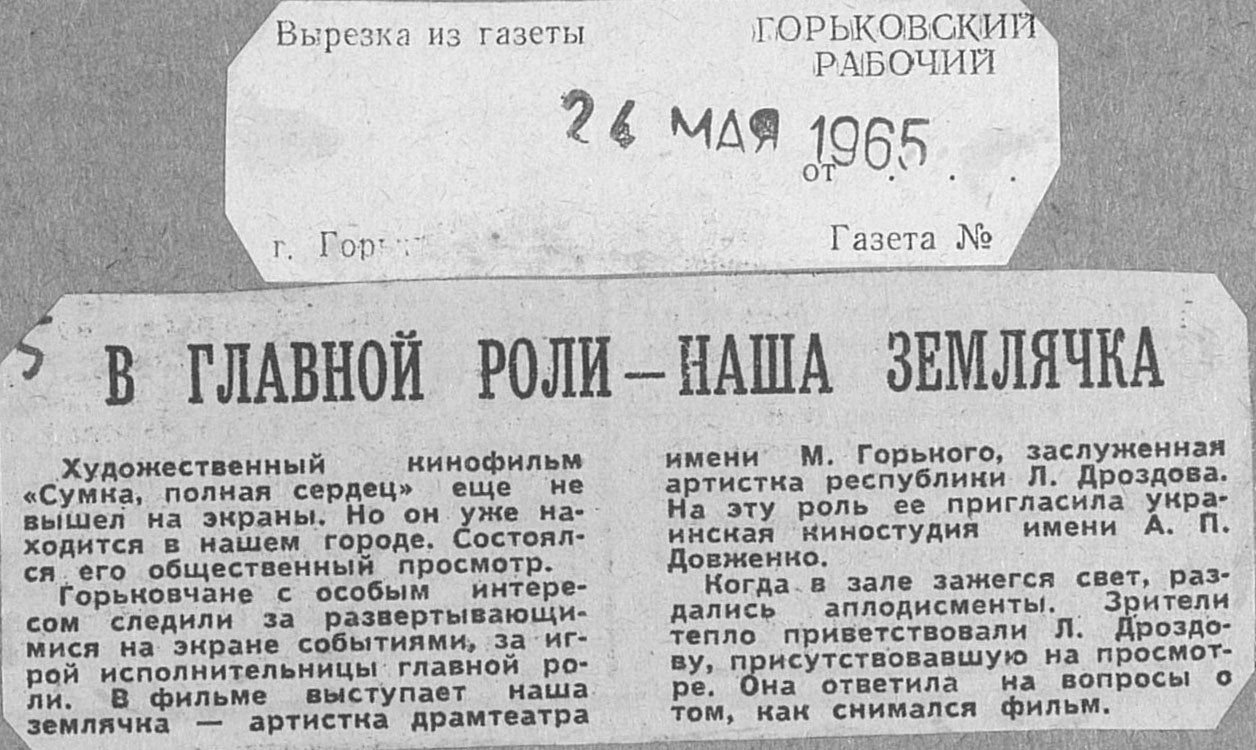 Вырезка из газеты
ГОРЬКОВСКИЙ
РАБОЧИЙ
26 МАЯ 1965
от . . .
г.
Газета №
В ГЛАВНОЙ РОЛИ — НАША ЗЕМЛЯЧКА
Художественный кинофильм
«Сумка, полная сердец» еще не
вышел на экраны. Но он уже на-
ходится в нашем городе. Состоял-
ся его общественный просмотр.
Горьковчане с особым интере-
сом следили за развертывающи-
мися на экране событиями, за иг-
рой исполнительницы главной ро-
ли. В фильме выступает наша
землячка — артистка драмтеатра
имени М. Горького, заслуженная
артистка республики Л. Дроздова.
На эту роль ее пригласила укра-
инская киностудия имени А. П.
Довженко.
Когда в зале зажегся свет, раз-
дались аплодисменты. Зрители
тепло приветствовали Л. Дроздо-
ву, присутствовавшую на просмот-
ре. Она ответила на вопросы о
том, как снимался фильм.